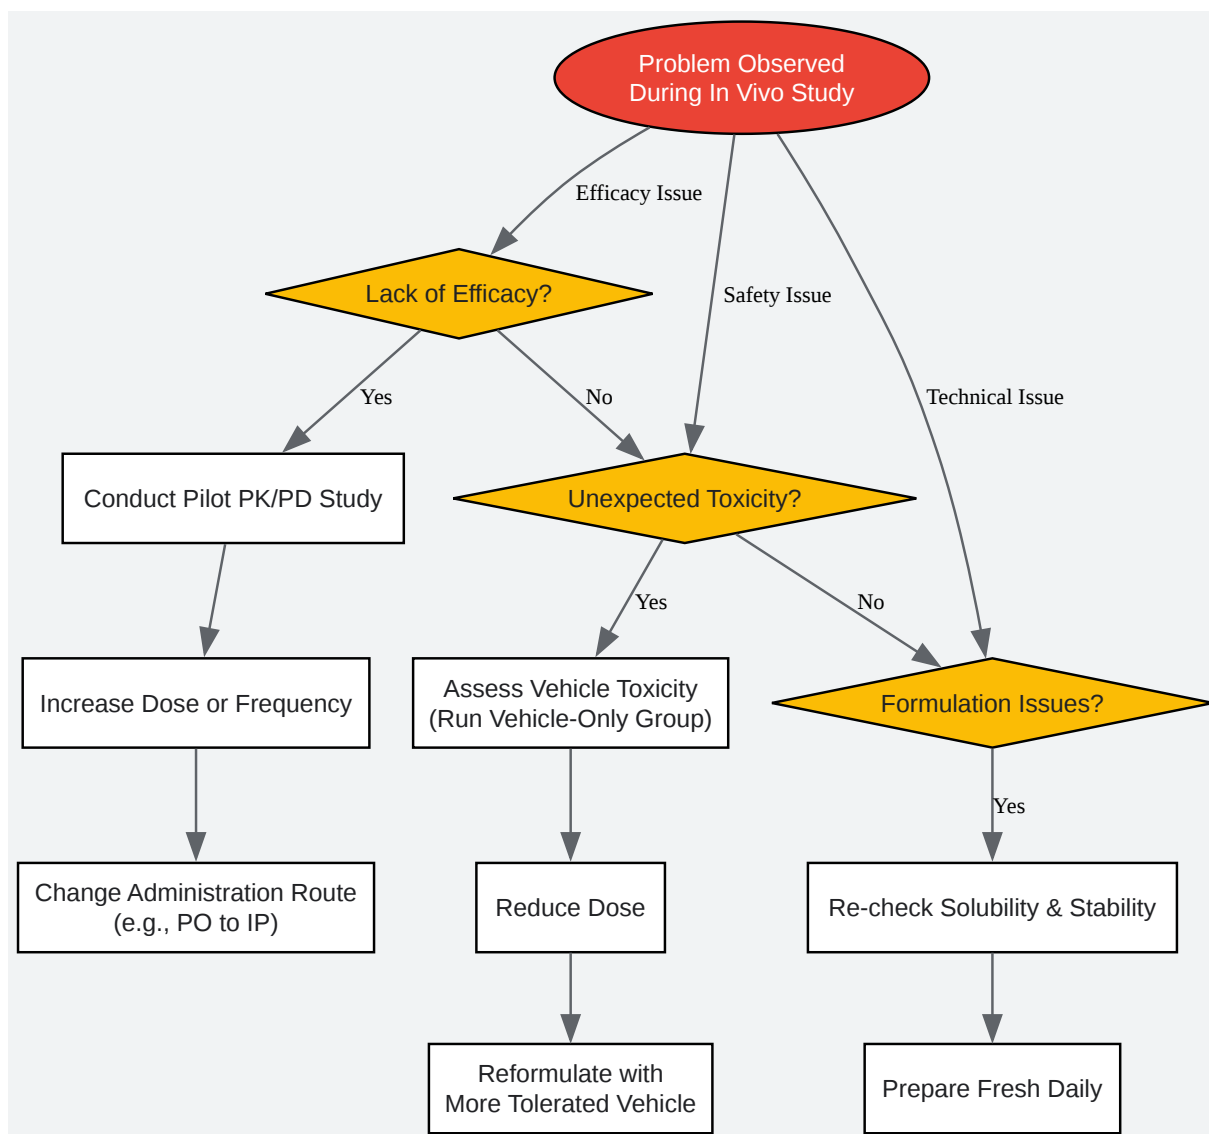 Problem Observed
During In Vivo Study
Efficacy Issue
Lack of Efficacy?
Safety Issue
Yes
No
Technical Issue
Conduct Pilot PK/PD Study
Unexpected Toxicity?
Yes
No
Increase Dose or Frequency
Assess Vehicle Toxicity
(Run Vehicle-Only Group)
Formulation Issues?
Yes
Change Administration Route
(e.g., PO to IP)
Reduce Dose
Re-check Solubility & Stability
Reformulate with
More Tolerated Vehicle
Prepare Fresh Daily